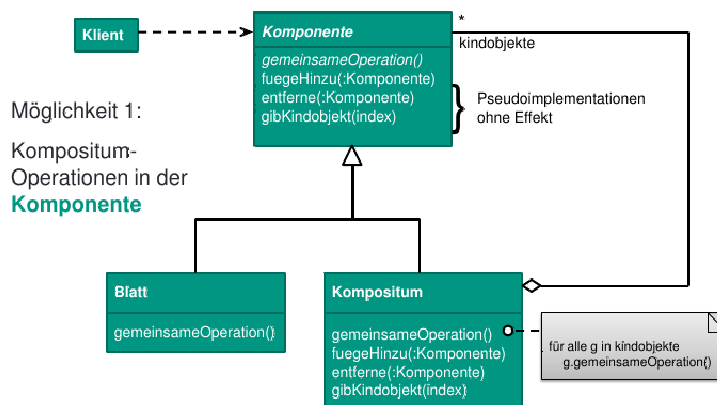 Klient
Komponente
gemeinsameOperation()
fuegeHinzu(:Komponente)
entferne(:Komponente)
gibKindobjekt(index)
*
kindobjekte
Pseudoimplementationen
ohne Effekt
Möglichkeit 1:
Kompositum-
Operationen in der
Komponente
Blatt
gemeinsameOperation()
Kompositum
gemeinsameOperation()
fuegeHinzu(:Komponente)
entferne(:Komponente)
gibKindobjekt(index)
für alle g in kindobjekte
g.gemeinsameOperation()